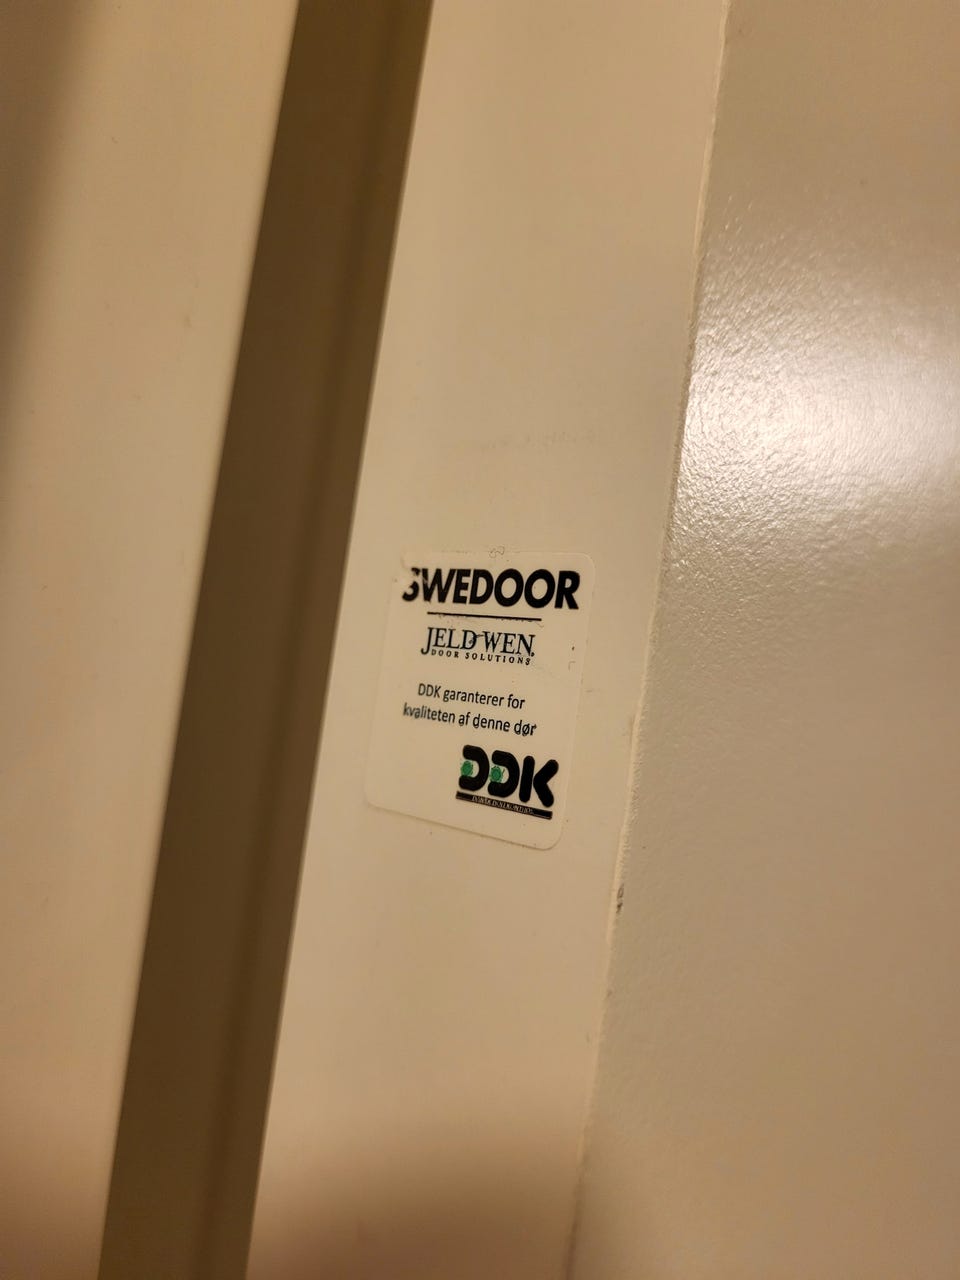 SWEDOOR
JELD-WEN.
DOOR SOLUTIONS
DDK garanterer for
kvaliteten af denne dør
DDK